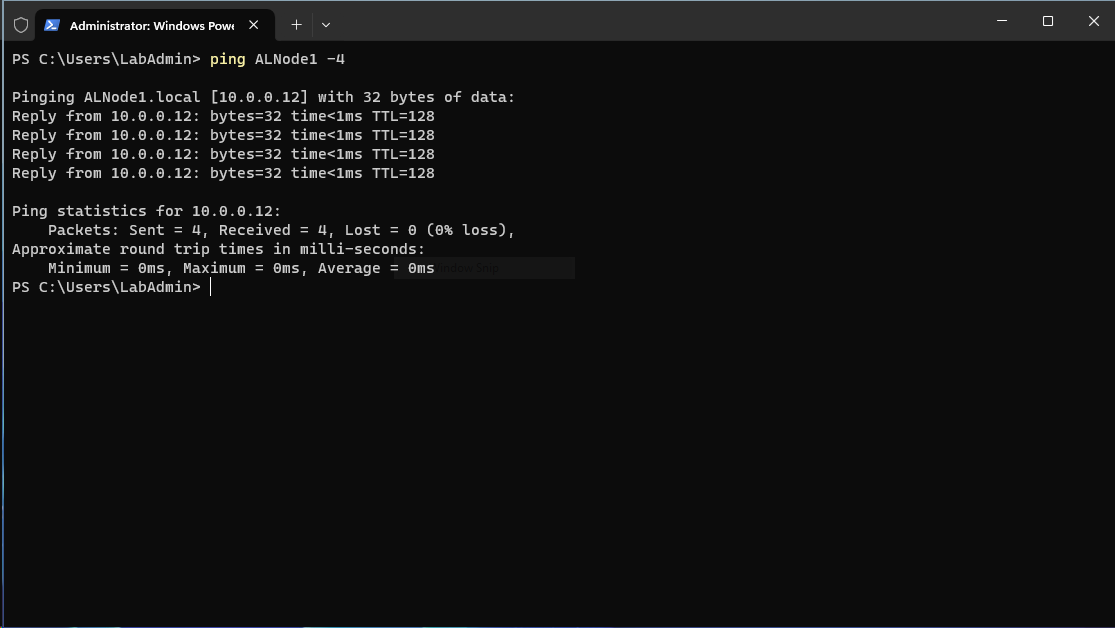 Administrator: Windows Powe
PS C:\Users\LabAdmin> ping ALNode1 -4
Pinging ALNode1.local [10.0.0.12] with 32 bytes of data:
Reply from 10.0.0.12: bytes=32 time<1ms TTL=128
Reply from 10.0.0.12: bytes=32 time<1ms TTL=128
Reply from 10.0.0.12: bytes=32 time<1ms TTL=128
Reply from 10.0.0.12: bytes=32 time<1ms TTL=128
Ping statistics for 10.0.0.12:
Packets: Sent = 4, Received = 4, Lost = 0 (0% loss),
Approximate round trip times in milli-seconds:
Minimum = 0ms, Maximum = 0ms, Average = 0ms
PS C:\Users\LabAdmin>